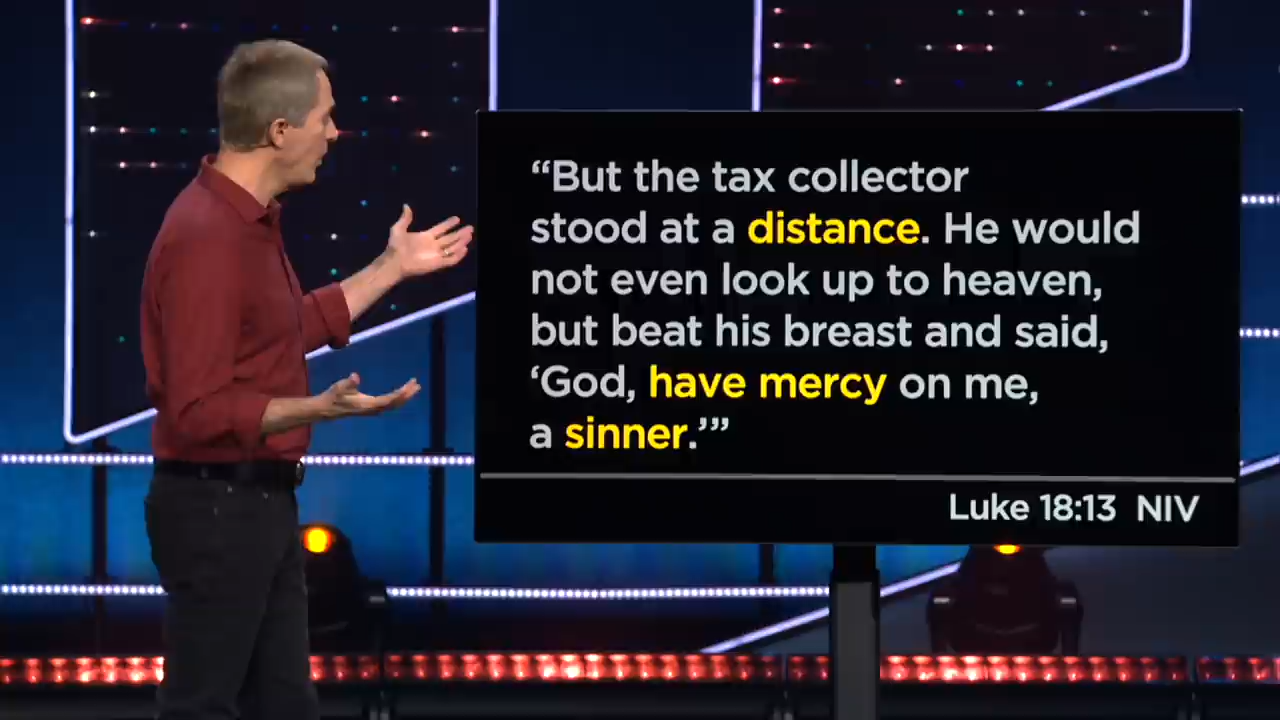 “But the tax collector
stood at a distance. He would
not even look up to heaven,
but beat his breast and said,
‘God, have mercy on me,
a sinner.’”
Luke 18:13 NIV